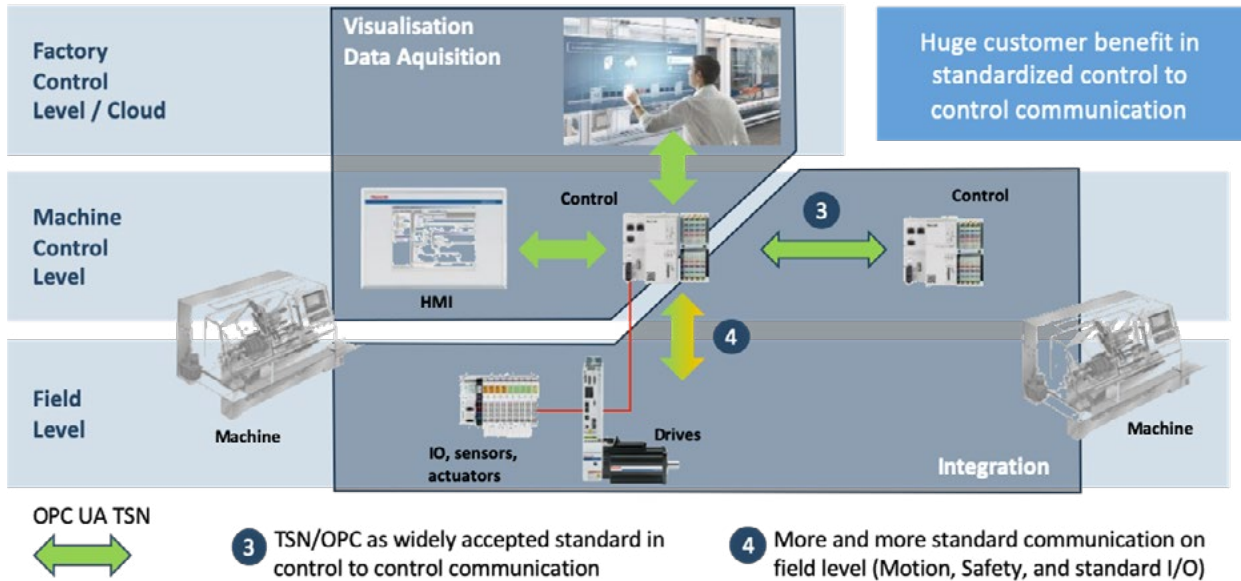 Factory
Control
Level / Cloud
Visualisation
Data Aquisition
Huge customer benefit in
standardized control to
control communication
Machine
Control
Level
Control
3
Control
HMI
4
Field
Level
Machine
IO, sensors,
actuators
Drives
Machine
Integration
OPC UA TSN
3 TSN/OPC as widely accepted standard in
control to control communication
4 More and more standard communication on
field level (Motion, Safety, and standard I/O)